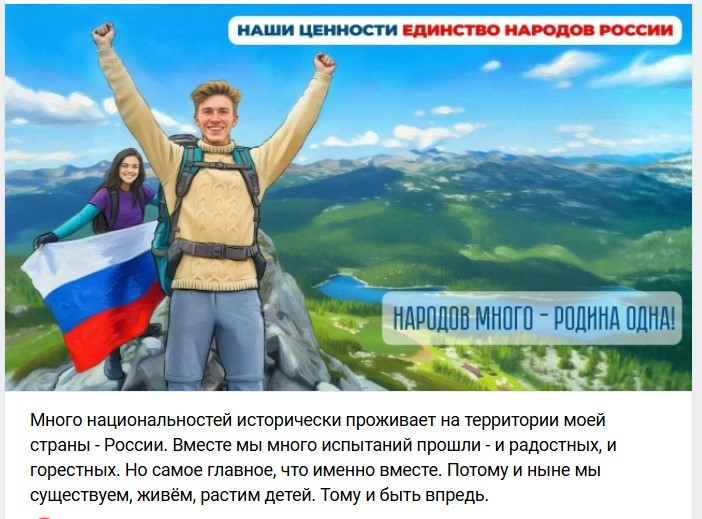 НАШИ ЦЕННОСТИ ЕДИНСТВО НАРОДОВ РОССИИ
НАРОДОВ МНОГО - РОДИНА ОДНА!
Много национальностей исторически проживает на территории моей
страны - России. Вместе мы много испытаний прошли - и радостных, и
горестных. Но самое главное, что именно вместе. Потому и ныне мы
существуем, живём, растим детей. Тому и быть впредь.